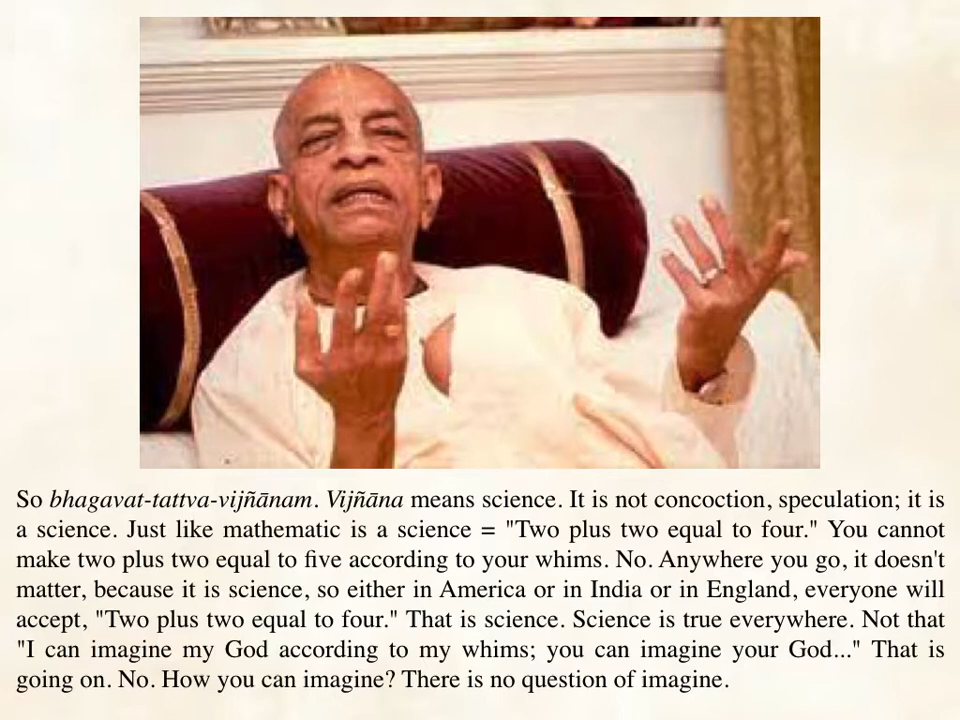 So bhagavat-tattva-vijñānam. Vijñāna means science. It is not concoction, speculation; it is
a science. Just like mathematic is a science = "Two plus two equal to four." You cannot
make two plus two equal to five according to your whims. No. Anywhere you go, it doesn't
matter, because it is science, so either in America or in India or in England, everyone will
accept, "Two plus two equal to four." That is science. Science is true everywhere. Not that
"I can imagine my God according to my whims; you can imagine your God..." That is
going on. No. How you can imagine? There is no question of imagine.